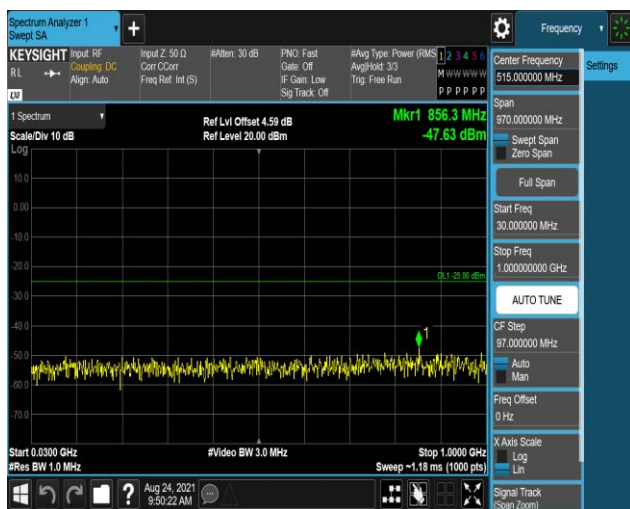 Spectrum Analyzer 1
Swept SA
Frequency
KEYSIGHT
RL
Input: RF
Coupling: DC
Align: Auto
Input Z: 50 Ω
Corr CCorr
Freq Ref: Int (S)
#Atten: 30 dB
PNO: Fast
Gate: Off
IF Gain: Low
Sig Track: Off
#Avg Type: Power (RMS
Avg|Hold: 3/3
Trig: Free Run
1 2 3 4 5 6
M W W W W W
P P P P P P
LXI
1 Spectrum
Scale/Div 10 dB
Log
Ref Lvl Offset 4.59 dB
Ref Level 20.00 dBm
Mkr1 856.3 MHz
-47.63 dBm
10.0
0.00
-10.0
-20.0
DL1 -25.00 dBm
-30.0
-40.0
1
-50.0
-60.0
-70.0
Start 0.0300 GHz
#Res BW 1.0 MHz
#Video BW 3.0 MHz
Stop 1.0000 GHz
Sweep ~1.18 ms (1000 pts)
Aug 24, 2021
9:50:22 AM
?
Center Frequency
515.000000 MHz
Settings
Span
970.000000 MHz
Swept Span
Zero Span
Full Span
Start Freq
30.000000 MHz
Stop Freq
1.000000000 GHz
AUTO TUNE
CF Step
97.000000 MHz
Auto
Man
Freq Offset
0 Hz
X Axis Scale
Log
Lin
Signal Track
(Span Zoom)